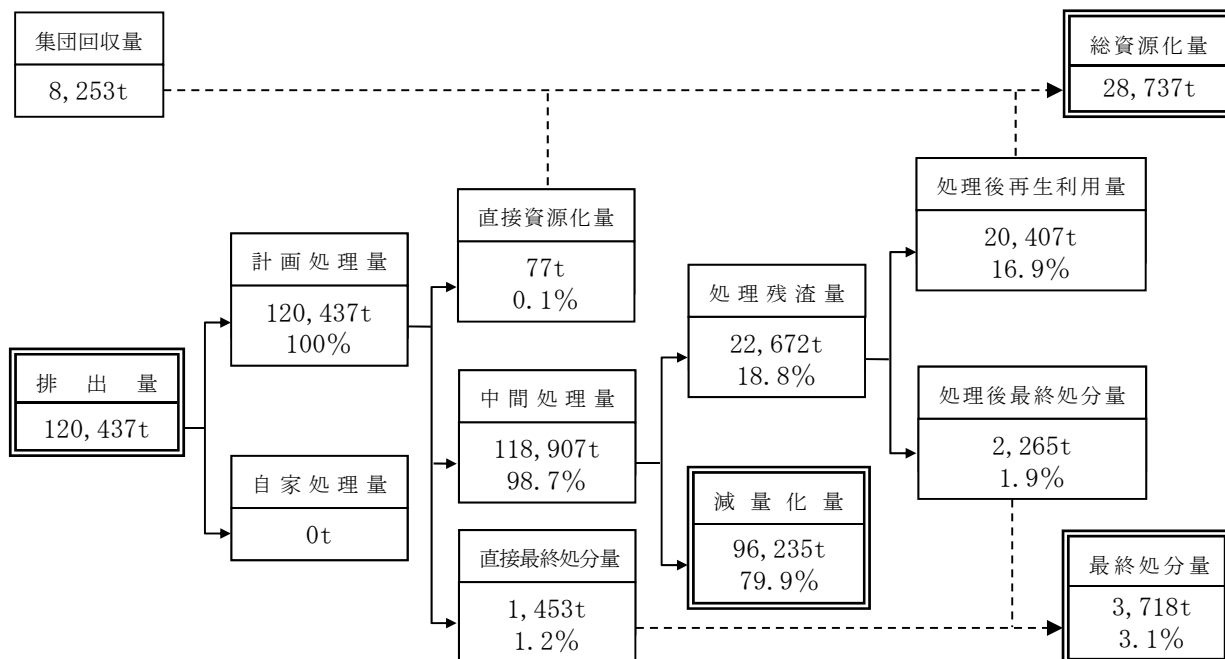 集団回収量
8,253t
総資源化量
28,737t
処理後再生利用量
20,407t
16.9%
直接資源化量
77t
0.1%
計画処理量
120,437t
100%
処理残渣量
22,672t
18.8%
排出量
120,437t
中間処理量
118,907t
98.7%
処理後最終処分量
2,265t
1.9%
自家処理量
0t
減量化量
96,235t
79.9%
直接最終処分量
1,453t
1.2%
最終処分量
3,718t
3.1%